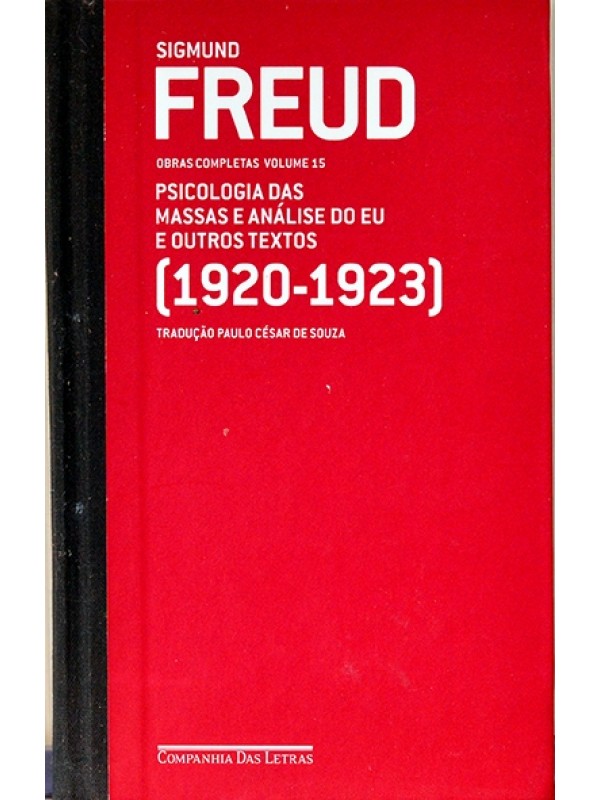 SIGMUND
FREUD
OBRAS COMPLETAS VOLUME 15
PSICOLOGIA DAS
MASSAS E ANÁLISE DO EU
E OUTROS TEXTOS
(1920-1923)
TRADUÇÃO PAULO CÉSAR DE SOUZA
COMPANHIA DAS LETRAS